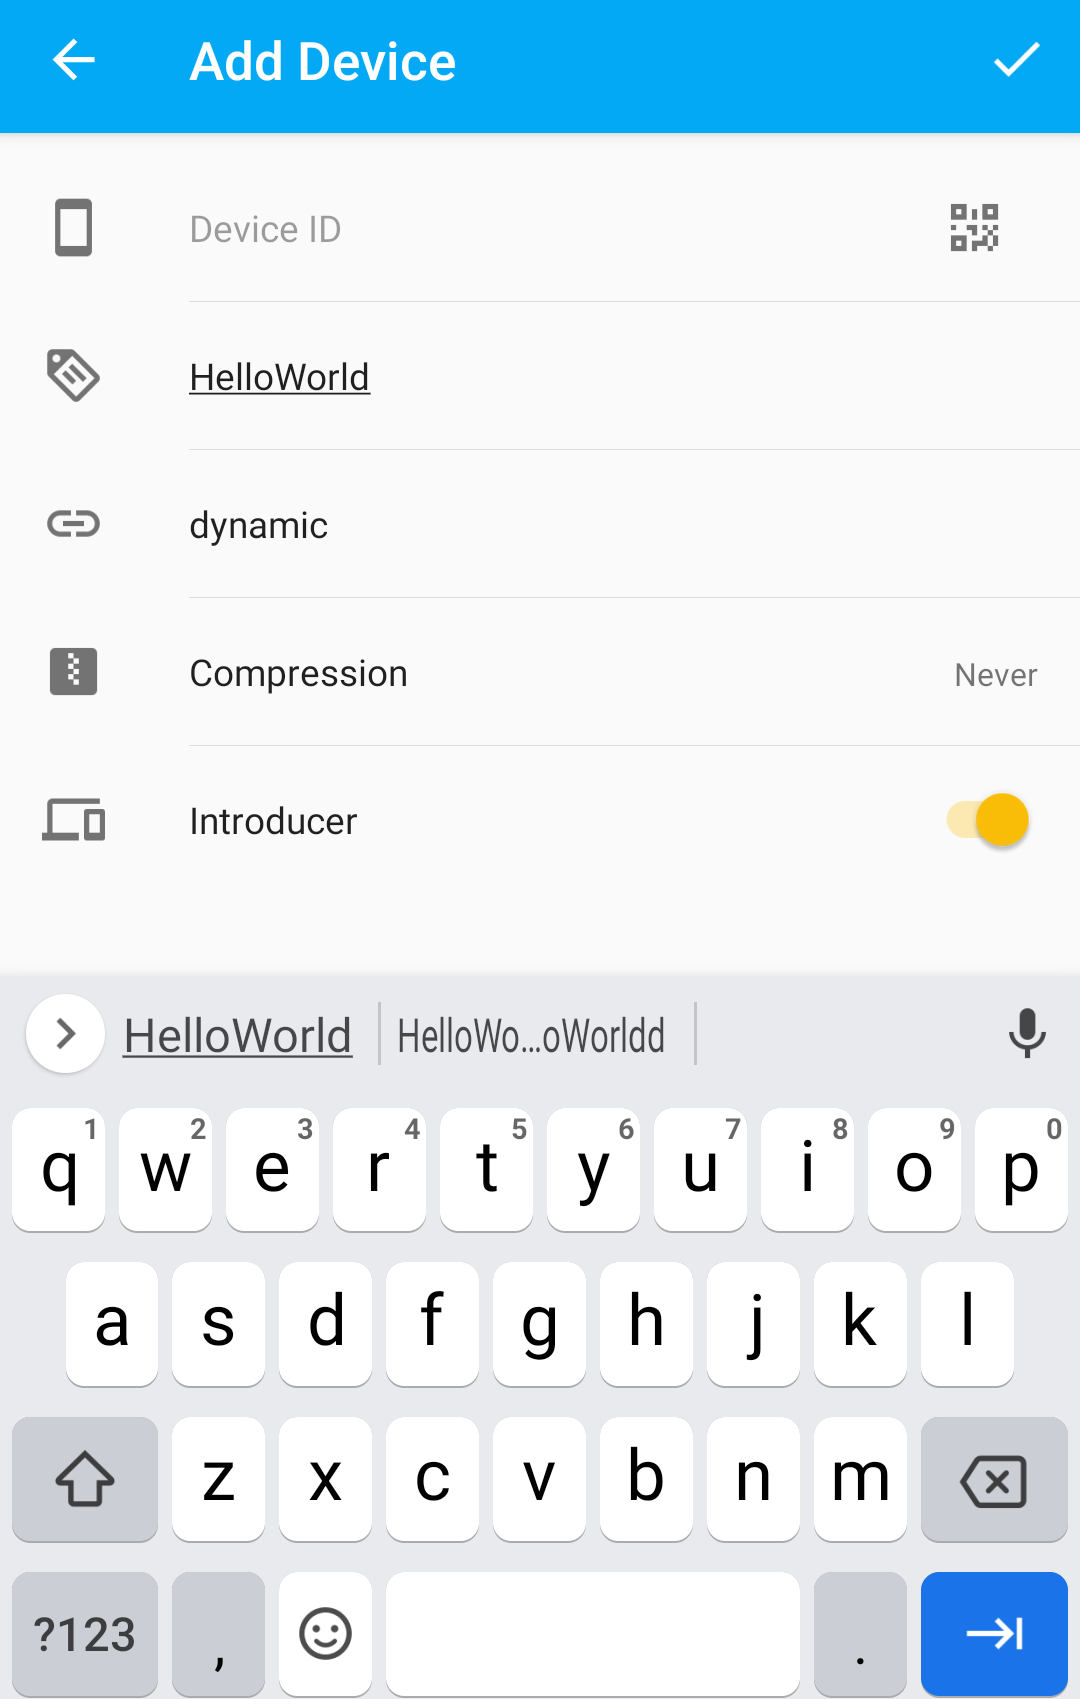 Add Device
Device ID
HelloWorld
dynamic
Compression Never
Introducer
HelloWorld HelloWo...oWorldd
q 1 w 2 e 3 r 4 t 5 y 6 u 7 i 8 o 9 p 0
a s d f g h j k l
z x c v b n m
?123 , .